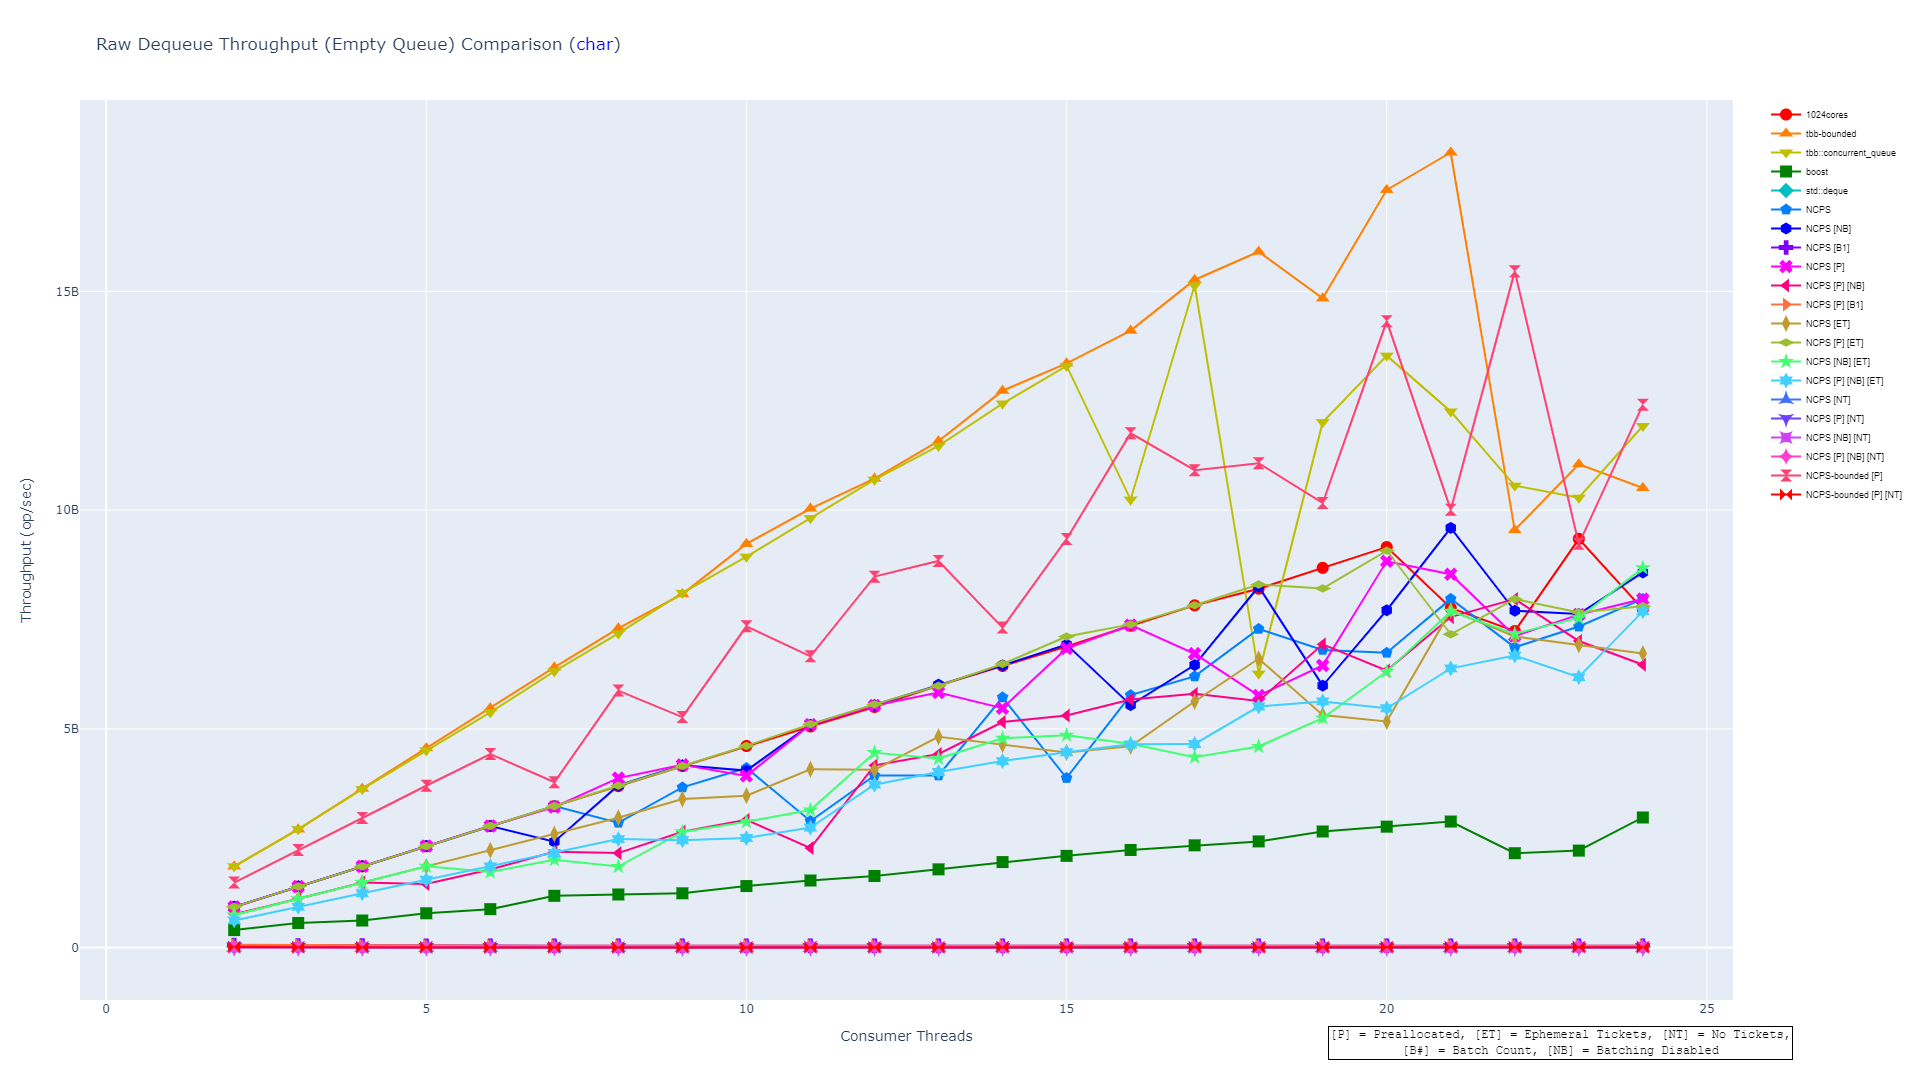 Raw Dequeue Throughput (Empty Queue) Comparison (char)
1024cores
tbb-bounded
tbb::concurrent_queue
boost
std::deque
NCPS
NCPS [NB]
NCPS [B1]
NCPS [P]
NCPS [P] [NB]
NCPS [P] [B1]
NCPS [ET]
NCPS [P] [ET]
NCPS [NB] [ET]
NCPS [P] [NB] [ET]
NCPS [NT]
NCPS [P] [NT]
NCPS [NB] [NT]
NCPS [P] [NB] [NT]
NCPS-bounded [P]
NCPS-bounded [P] [NT]
Throughput (op/sec)
15B
10B
5B
0
0
5
10
15
20
25
Consumer Threads
[P] = Preallocated, [ET] = Ephemeral Tickets, [NT] = No Tickets,
[B#] = Batch Count, [NB] = Batching Disabled